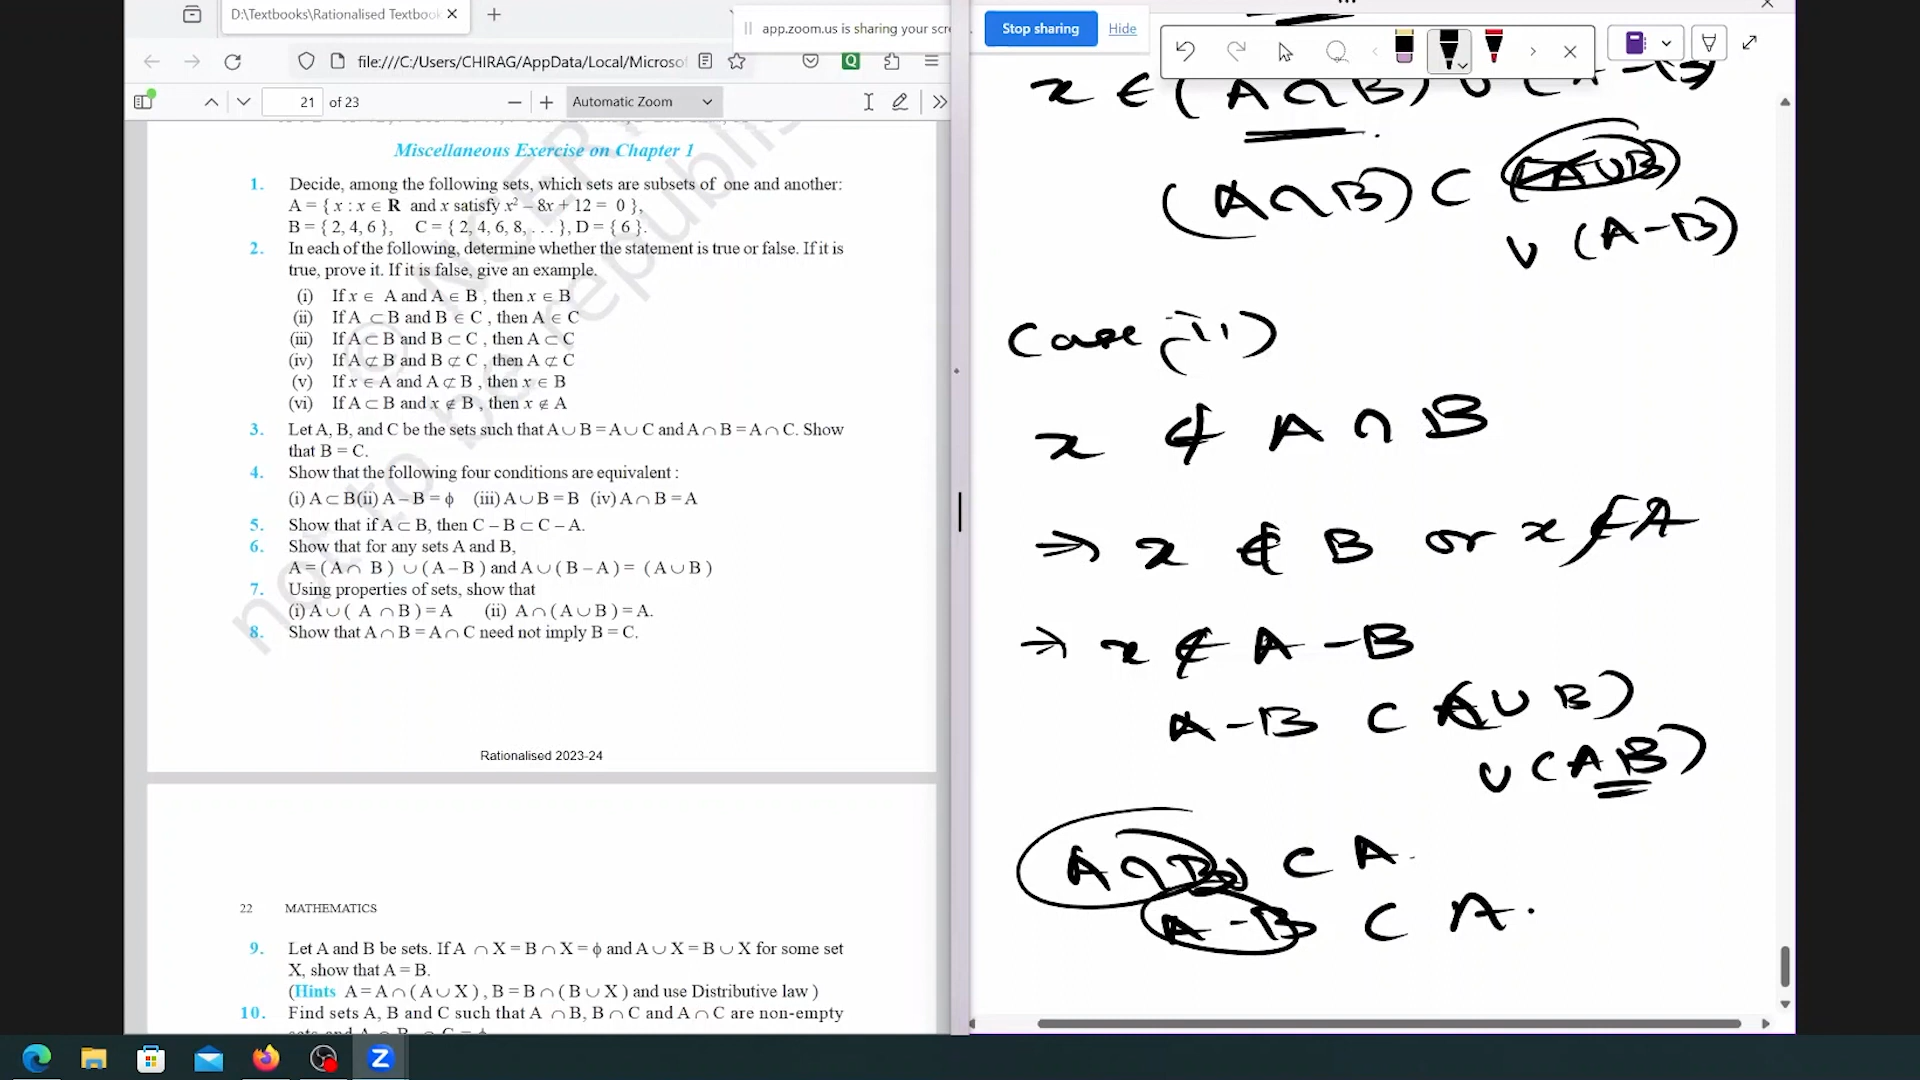 D:\Textbooks\Rationalised Textbook
app.zoom.us is sharing your scre
Stop sharing
Hide
file:///C:/Users/CHIRAG/AppData/Local/Microsof
21 of 23
Automatic Zoom
Miscellaneous Exercise on Chapter 1
1. Decide, among the following sets, which sets are subsets of one and another:
A = { x : x ∈ R and x satisfy x² – 8x + 12 = 0 },
B = { 2, 4, 6 }, C = { 2, 4, 6, 8, . . . }, D = { 6 }.
2. In each of the following, determine whether the statement is true or false. If it is
true, prove it. If it is false, give an example.
(i) If x ∈ A and A ∈ B , then x ∈ B
(ii) If A ⊂ B and B ∈ C , then A ∈ C
(iii) If A ⊂ B and B ⊂ C , then A ⊂ C
(iv) If A ⊄ B and B ⊄ C , then A ⊄ C
(v) If x ∈ A and A ⊄ B , then x ∈ B
(vi) If A ⊂ B and x ∉ B , then x ∉ A
3. Let A, B, and C be the sets such that A ∪ B = A ∪ C and A ∩ B = A ∩ C. Show
that B = C.
4. Show that the following four conditions are equivalent :
(i) A ⊂ B(ii) A – B = ϕ (iii) A ∪ B = B (iv) A ∩ B = A
5. Show that if A ⊂ B, then C – B ⊂ C – A.
6. Show that for any sets A and B,
A = ( A ∩ B ) ∪ ( A – B ) and A ∪ ( B – A ) = ( A ∪ B )
7. Using properties of sets, show that
(i) A ∪ ( A ∩ B ) = A (ii) A ∩ ( A ∪ B ) = A.
8. Show that A ∩ B = A ∩ C need not imply B = C.
© NCERT
not to be republis
Rationalised 2023-24
22 MATHEMATICS
9. Let A and B be sets. If A ∩ X = B ∩ X = ϕ and A ∪ X = B ∪ X for some set
X, show that A = B.
(Hints A = A ∩ ( A ∪ X ) , B = B ∩ ( B ∪ X ) and use Distributive law )
10. Find sets A, B and C such that A ∩ B, B ∩ C and A ∩ C are non-empty
sets and A ∩ B ∩ C = ϕ.
x ∈ (A ∩ B) ∪ (A - B)
(A ∩ B) ⊂ (A ∪ B)
∪ (A - B)
Case (ii)
x ∉ A ∩ B
⇒ x ∉ B or x ∉ A
⇒ x ∉ A - B
A - B ⊂ (A ∪ B)
∪ (A B)
A ∩ B) ⊂ A.
A - B ⊂ A.